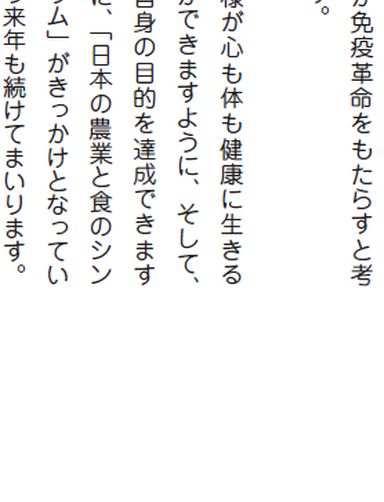 免疫革命をもたらすと考
。
様が心も体も健康に生きる
ができますように、そして、
自身の目的を達成できます
に、「日本の農業と食のシン
ウム」がきっかけとなってい
来年も続けてまいります。